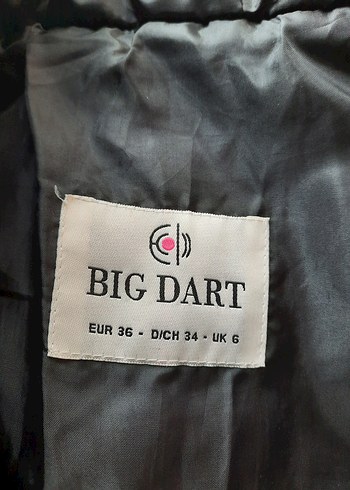 BIG DART
EUR 36 - D/CH 34 - UK 6